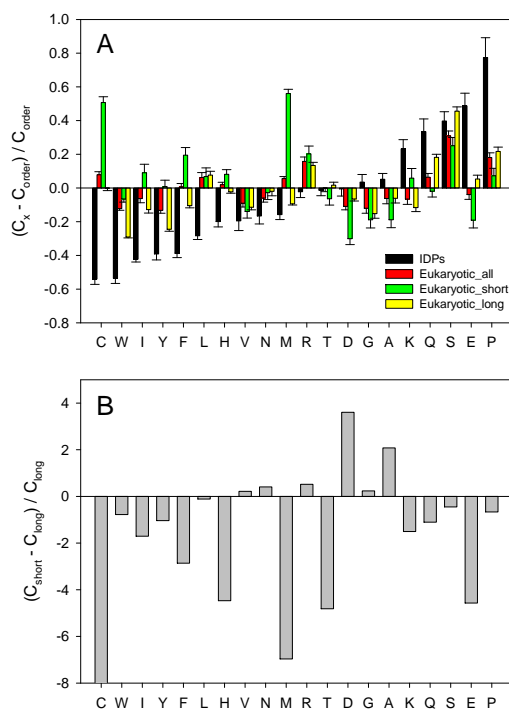 A
(Cx - Corder) / Corder
1.0
0.8
0.6
0.4
0.2
0.0
-0.2
-0.4
-0.6
-0.8
IDPs
Eukaryotic_all
Eukaryotic_short
Eukaryotic_long
C W I Y F L H V N M R T D G A K Q S E P
B
(Cshort - Clong) / Clong
4
2
0
-2
-4
-6
-8
C W I Y F L H V N M R T D G A K Q S E P